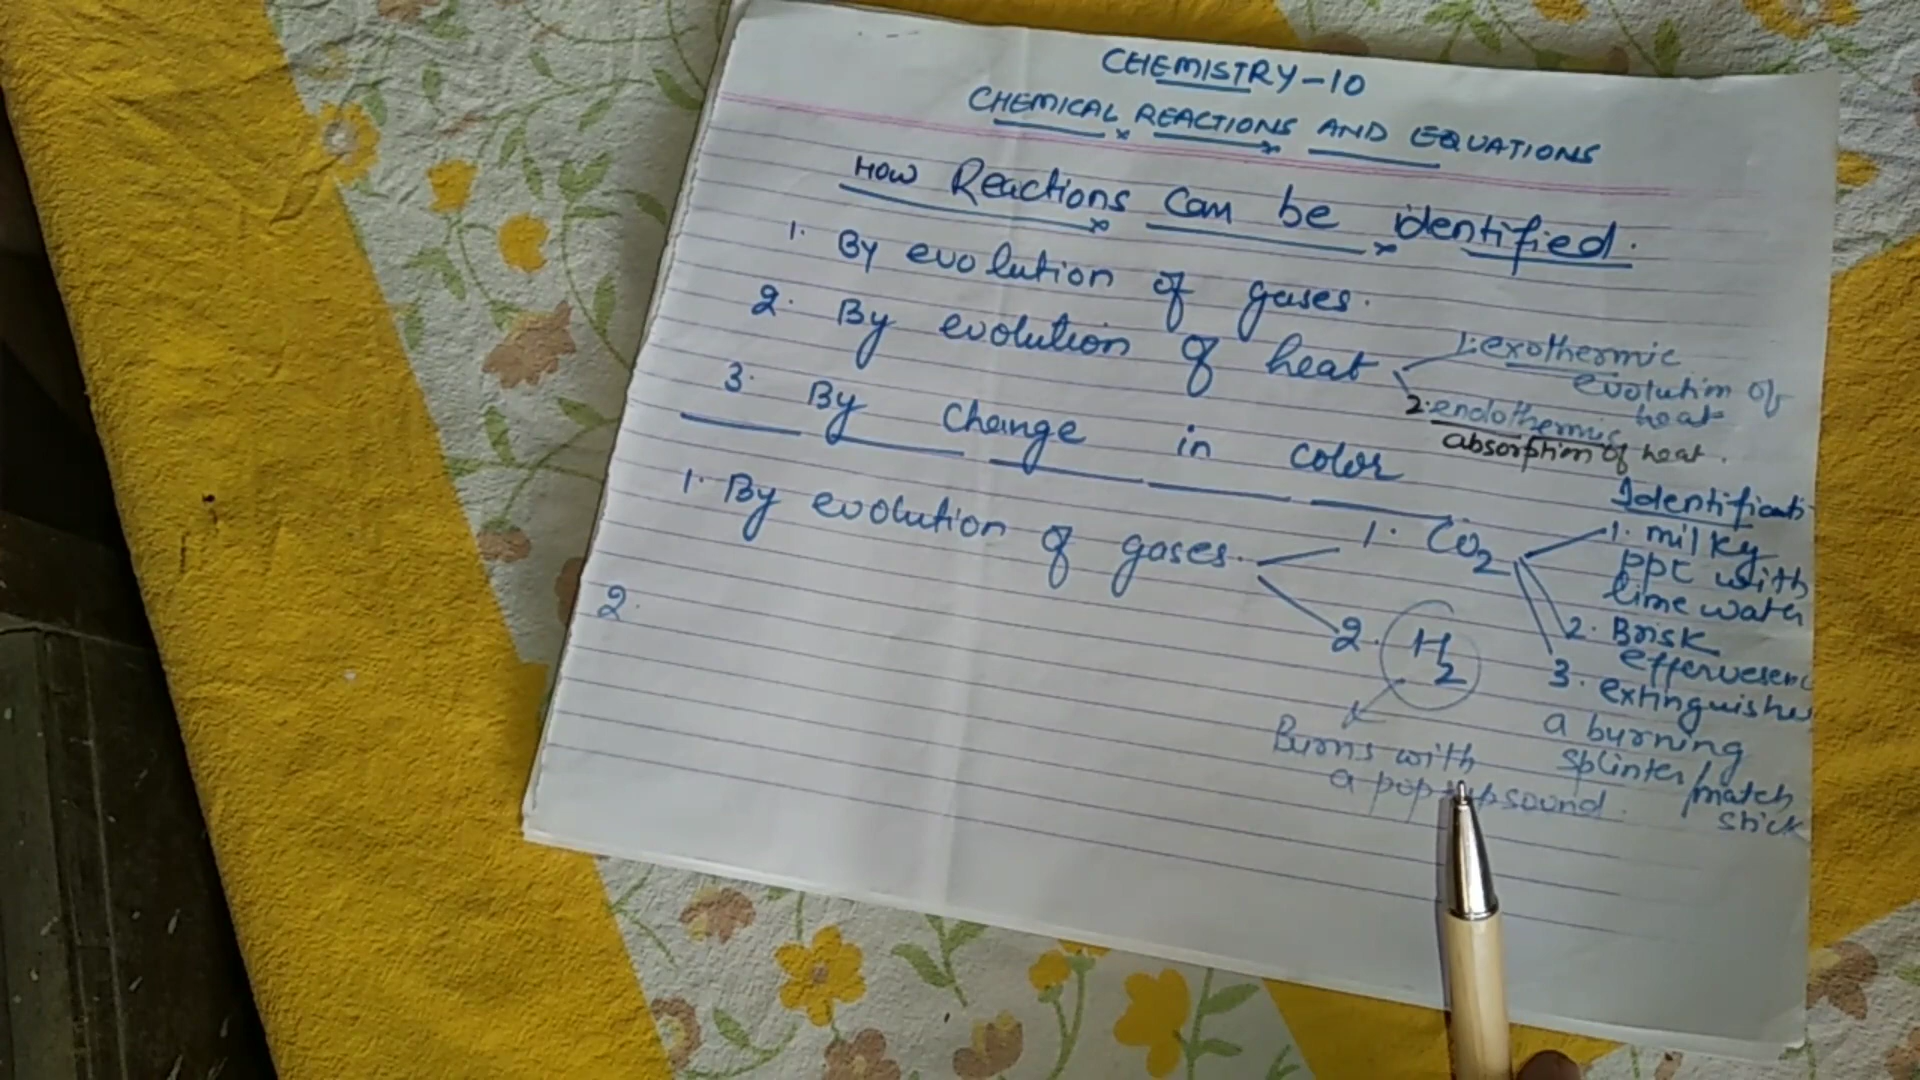 CHEMISTRY-10
CHEMICAL REACTIONS AND EQUATIONS
HOW Reactions can be identified.
1. By evolution of gases.
2. By evolution of heat
1. exothermic
evolution of
heat
2. endothermic
absorption of heat.
3. By Change in color
1. By evolution of gases.
1. CO2
Identificati
1. milky
ppt with
lime water
2. Brisk
effervesenc
3. extinguishes
a burning
splinter/match
stick
2. H2
Burns with
a pop sound.
2.